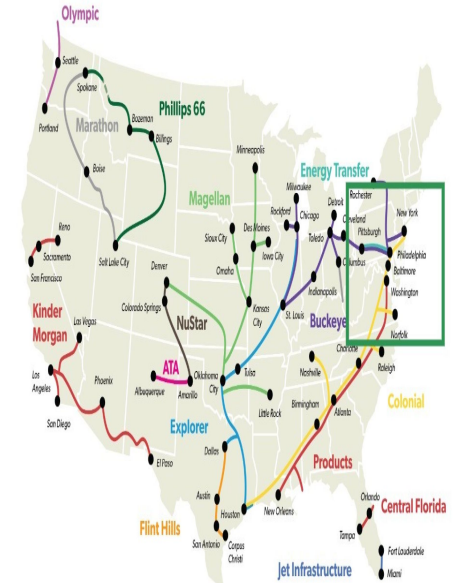 Olympic
Seattle
Spokane
Portland
Phillips 66
Marathon
Bozeman
Billings
Boise
Salt Lake City
Minneapolis
Energy Transfer
Milwaukee
Rochester
Magellan
Rockford
Chicago
Detroit
Cleveland
New York
Toledo
Pittsburgh
Philadelphia
Baltimore
Washington
Columbus
Sioux City
Des Moines
Iowa City
Omaha
Reno
Sacramento
San Francisco
Denver
Colorado Springs
Kansas
City
St. Louis
Indianapolis
Buckeye
Norfolk
Kinder
Morgan
Las Vegas
NuStar
ATA
Albuquerque
Amarillo
Oklahoma
City
Tulsa
Little Rock
Nashville
Charlotte
Raleigh
Los
Angeles
Phoenix
San Diego
El Paso
Birmingham
Atlanta
Colonial
Explorer
Dallas
Products
Austin
Houston
New Orleans
Flint Hills
San Antonio
Corpus
Christi
Orlando
Central Florida
Tampa
Fort Lauderdale
Jet Infrastructure
Miami